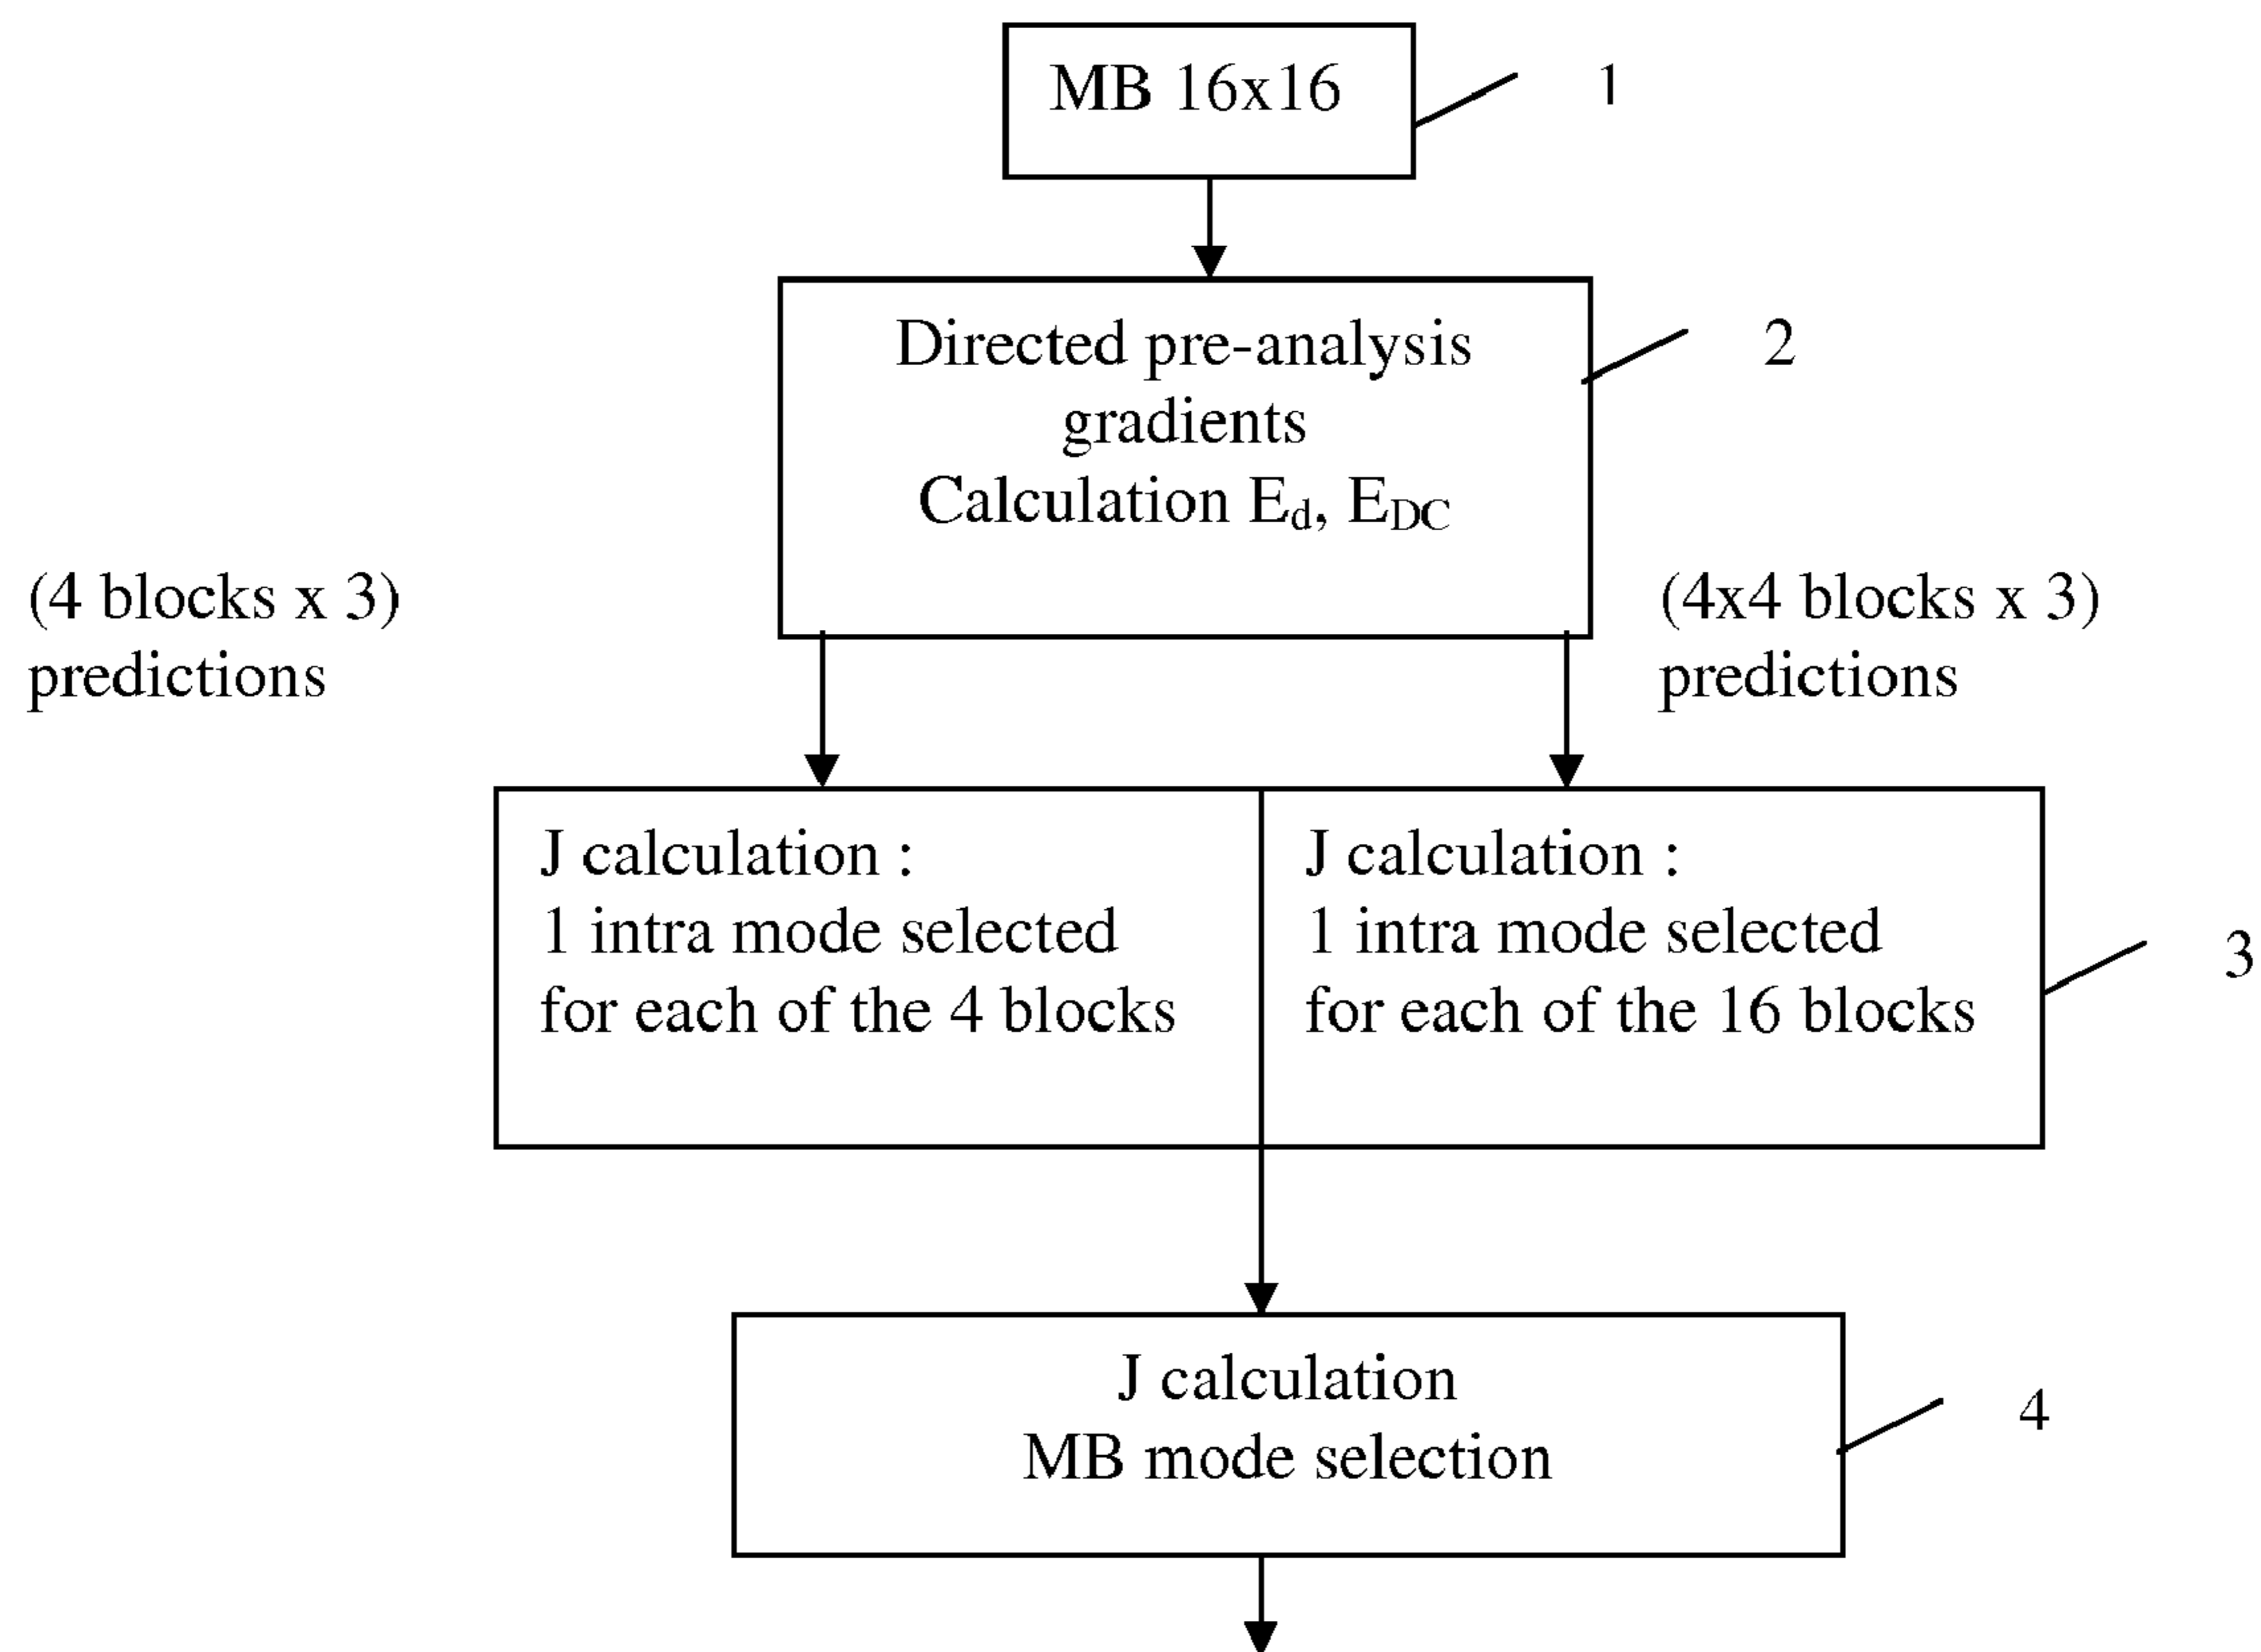 MB 16x16
1
Directed pre-analysis
gradients
Calculation E_d, E_DC
2
(4 blocks x 3)
predictions
(4x4 blocks x 3)
predictions
J calculation :
1 intra mode selected
for each of the 4 blocks
J calculation :
1 intra mode selected
for each of the 16 blocks
3
J calculation
MB mode selection
4